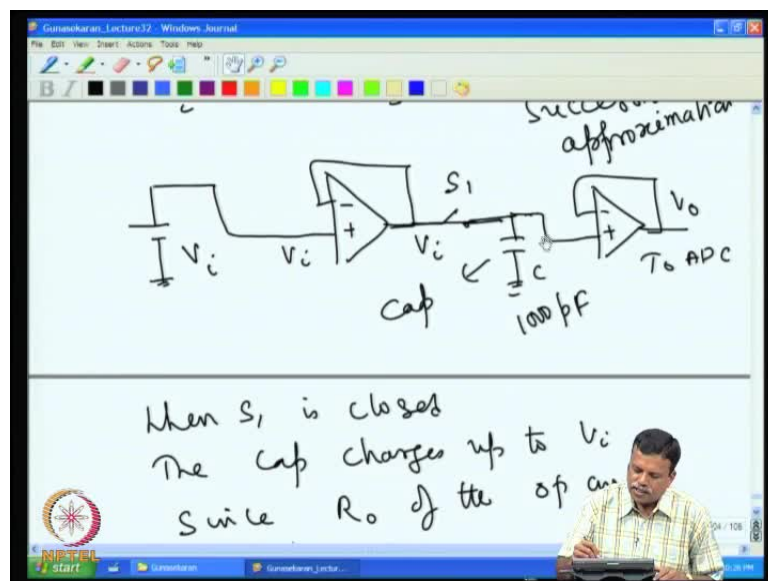 Gunasekaran_Lecture32 - Windows Journal
File Edit View Insert Actions Tools Help
B I
approximation
S1
Vi
Vi
-
+
Vi
C
Cap
1000 pF
-
+
Vo
To ADC
When S1 is closed
The cap charges up to Vi
Since Ro of the op
NPTEL
start
Gunasekaran
Gunasekaran_Lectur...